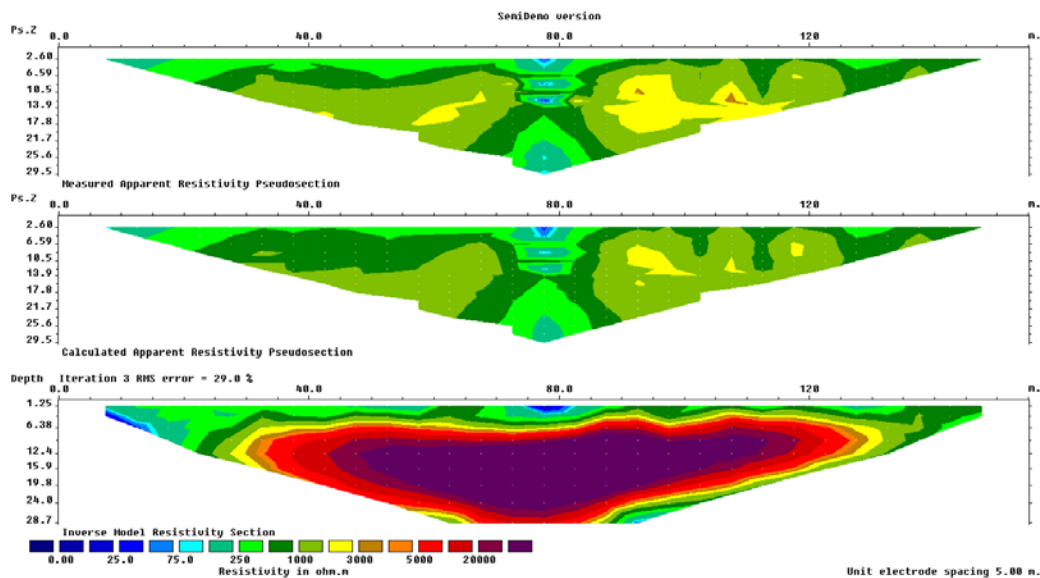 SemiDemo version
Ps.Z 0.0 40.0 80.0 120 m.
2.60
6.59
10.5
13.9
17.8
21.7
25.6
29.5
Measured Apparent Resistivity Pseudosection
Ps.Z 0.0 40.0 80.0 120 m.
2.60
6.59
10.5
13.9
17.8
21.7
25.6
29.5
Calculated Apparent Resistivity Pseudosection
Depth Iteration 3 RMS error = 29.0 %
0.0 40.0 80.0 120 m.
1.25
6.38
12.4
15.9
19.8
24.0
28.7
Inverse Model Resistivity Section
0.00 25.0 75.0 250 1000 3000 5000 20000
Resistivity in ohm.m Unit electrode spacing 5.00 m.